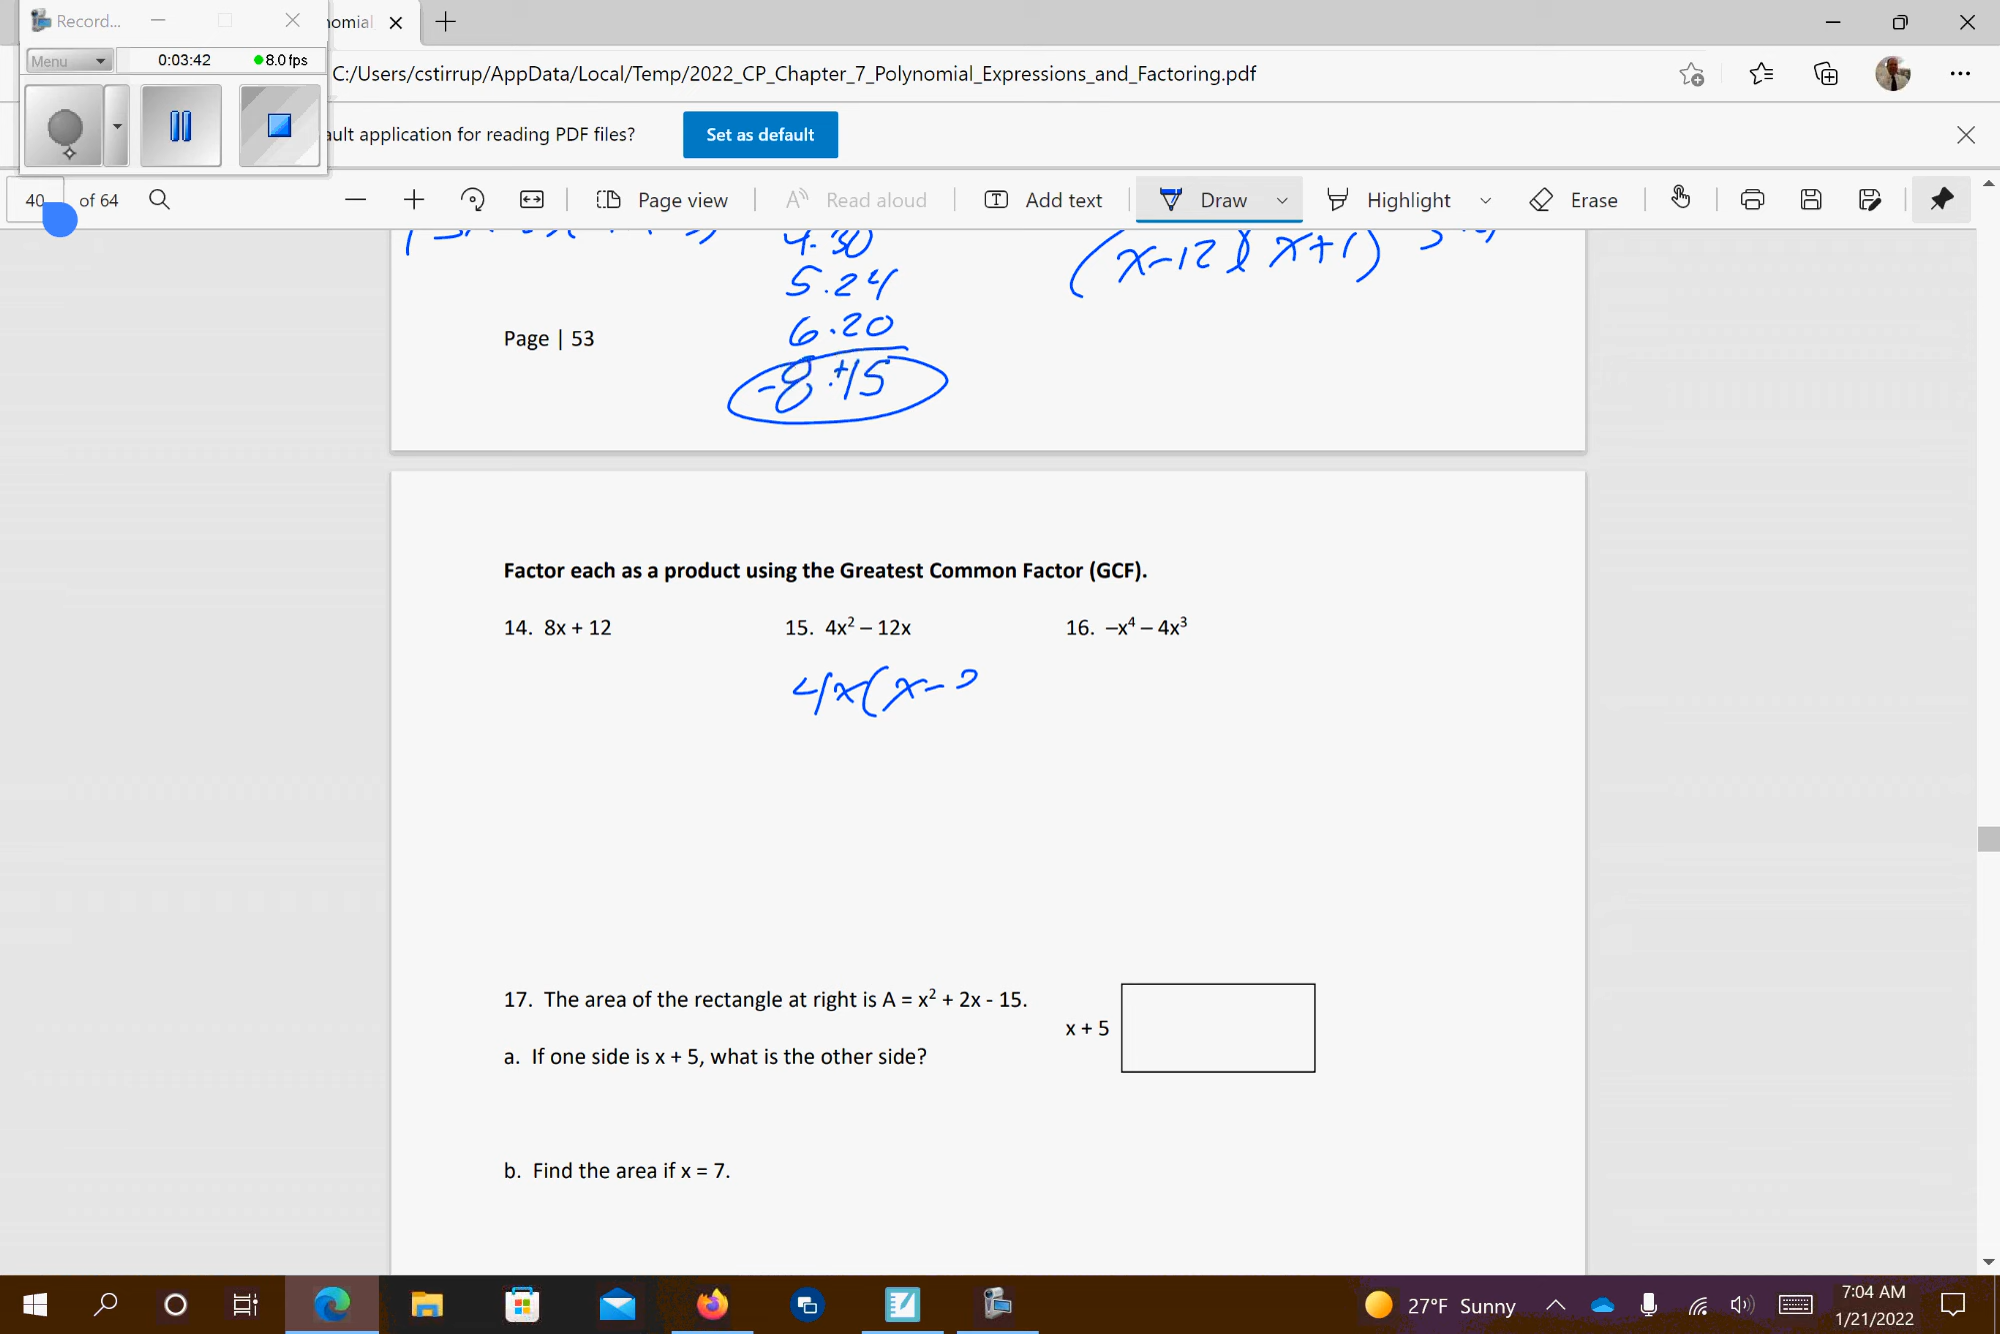 Record...
nomial
Menu
0:03:42
8.0 fps
C:/Users/cstirrup/AppData/Local/Temp/2022_CP_Chapter_7_Polynomial_Expressions_and_Factoring.pdf
ault application for reading PDF files?
Set as default
40 of 64
Page view
Read aloud
Add text
Draw
Highlight
Erase
4.30
5.24
6.20
-8.+15
(x-12)(x+1)
Page | 53
Factor each as a product using the Greatest Common Factor (GCF).
14. 8x + 12
15. 4x² – 12x
16. –x⁴ – 4x³
4x(x-
17. The area of the rectangle at right is A = x² + 2x - 15.
x + 5
a. If one side is x + 5, what is the other side?
b. Find the area if x = 7.
27°F Sunny
7:04 AM
1/21/2022